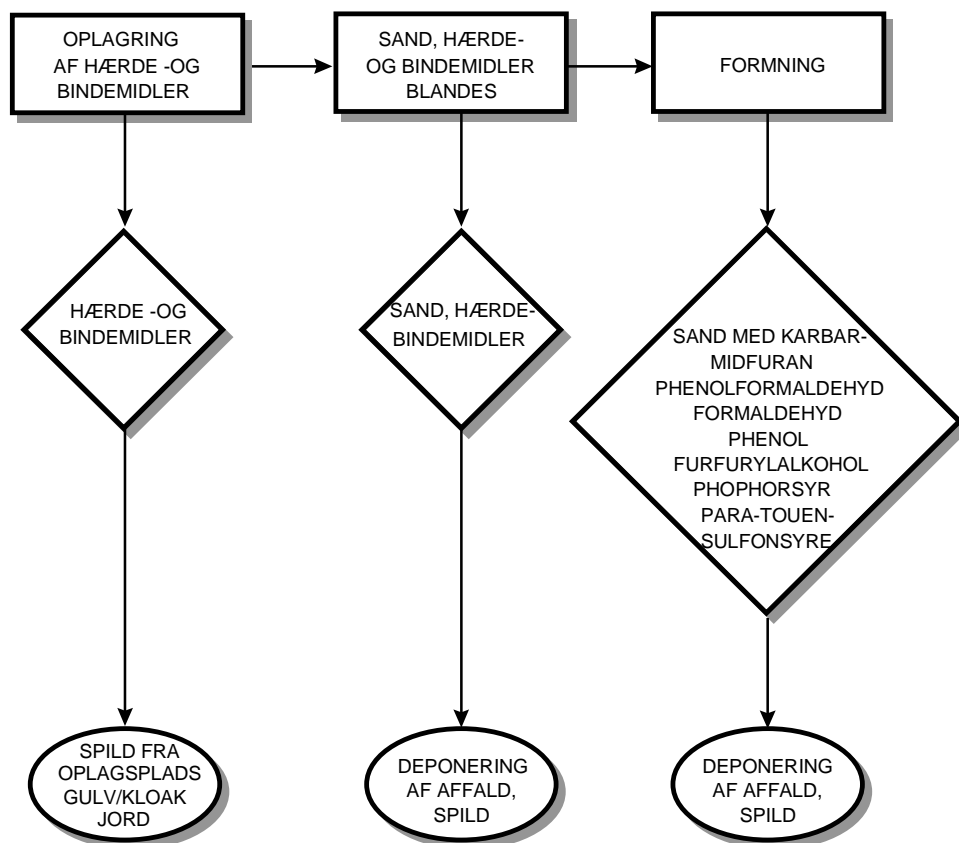 OPLAGRING
AF HÆRDE -OG
BINDEMIDLER
SAND, HÆRDE-
OG BINDEMIDLER
BLANDES
FORMNING
HÆRDE -OG
BINDEMIDLER
SAND, HÆRDE-
BINDEMIDLER
SAND MED KARBAR-
MIDFURAN
PHENOLFORMALDEHYD
FORMALDEHYD
PHENOL
FURFURYLALKOHOL
PHOPHORSYR
PARA-TOUEN-
SULFONSYRE
SPILD FRA
OPLAGSPLADS
GULV/KLOAK
JORD
DEPONERING
AF AFFALD,
SPILD
DEPONERING
AF AFFALD,
SPILD